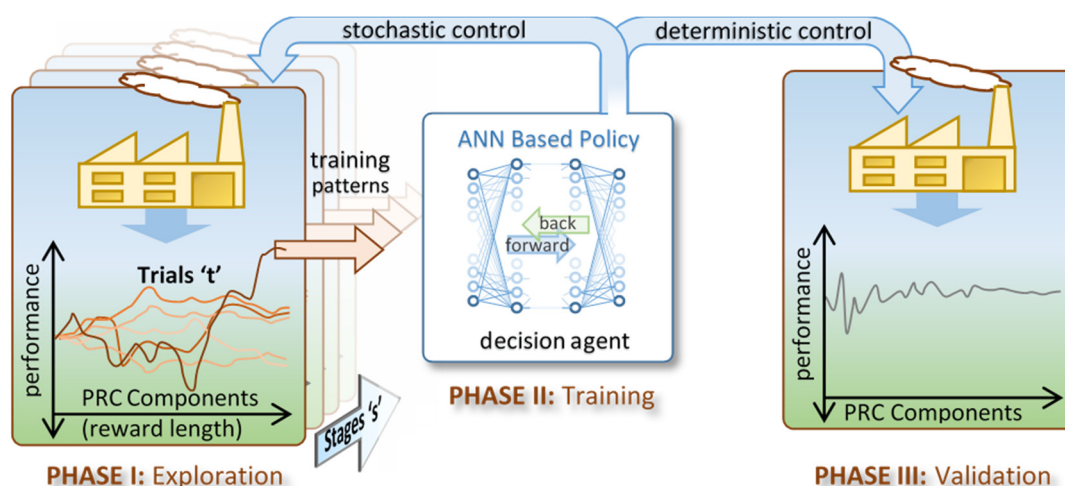 stochastic control
deterministic control
training
patterns
ANN Based Policy
back
forward
decision agent
performance
Trials ‘t’
PRC Components
(reward length)
Stages ‘s’
performance
PRC Components
PHASE I: Exploration
PHASE II: Training
PHASE III: Validation